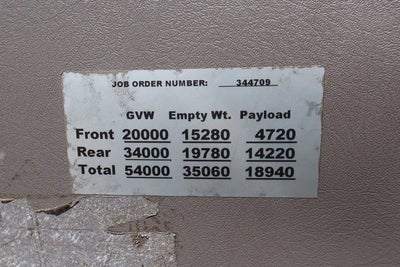 JOB ORDER NUMBER: 344709
GVW Empty Wt. Payload
Front 20000 15280 4720
Rear 34000 19780 14220
Total 54000 35060 18940